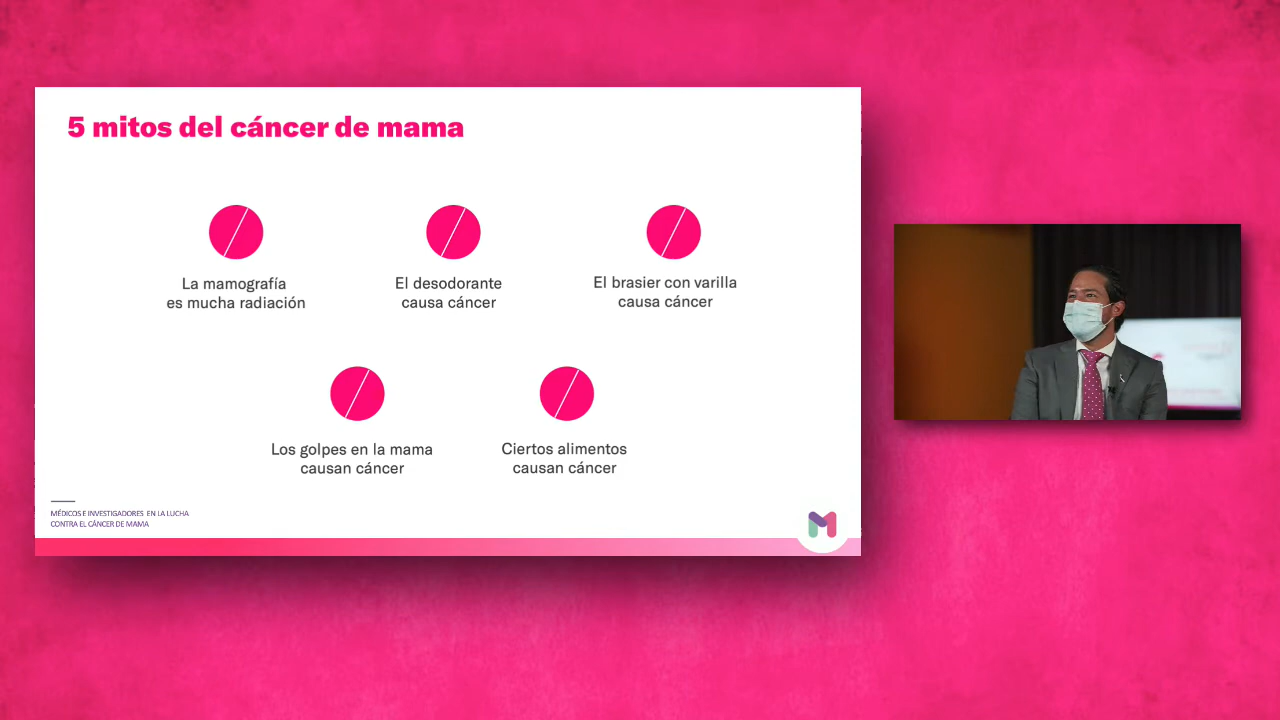 5 mitos del cáncer de mama
La mamografía
es mucha radiación
El desodorante
causa cáncer
El brasier con varilla
causa cáncer
Los golpes en la mama
causan cáncer
Ciertos alimentos
causan cáncer
MÉDICOS E INVESTIGADORES EN LA LUCHA
CONTRA EL CÁNCER DE MAMA